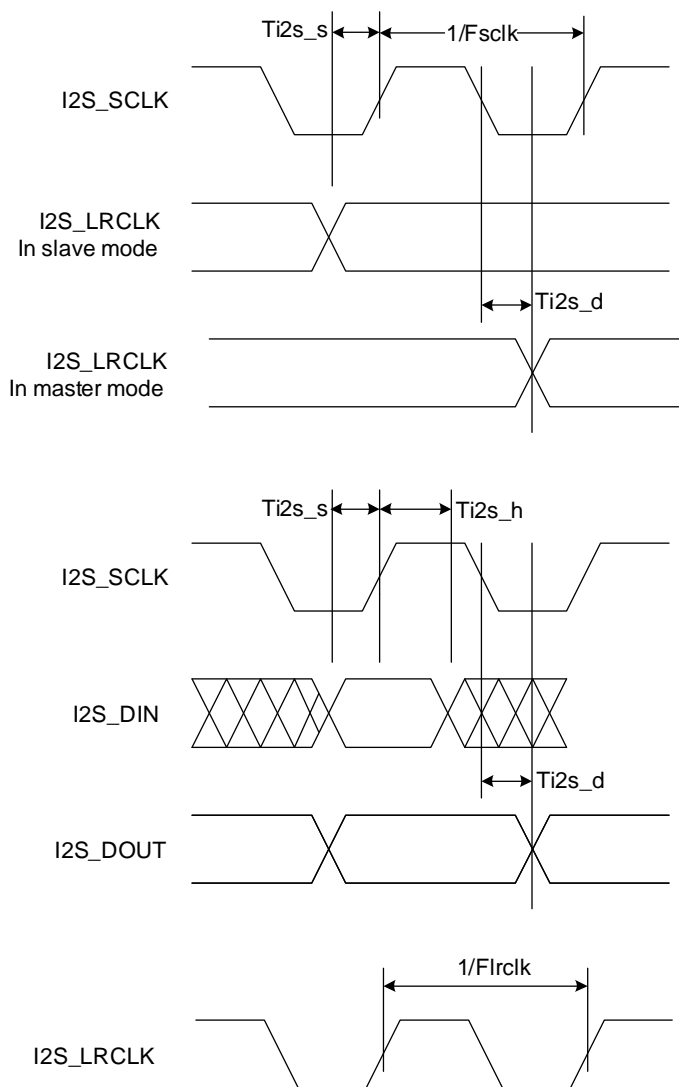 Ti2s_s
1/Fsclk
I2S_SCLK
I2S_LRCLK
In slave mode
Ti2s_d
I2S_LRCLK
In master mode
Ti2s_s
Ti2s_h
I2S_SCLK
I2S_DIN
Ti2s_d
I2S_DOUT
1/Flrclk
I2S_LRCLK